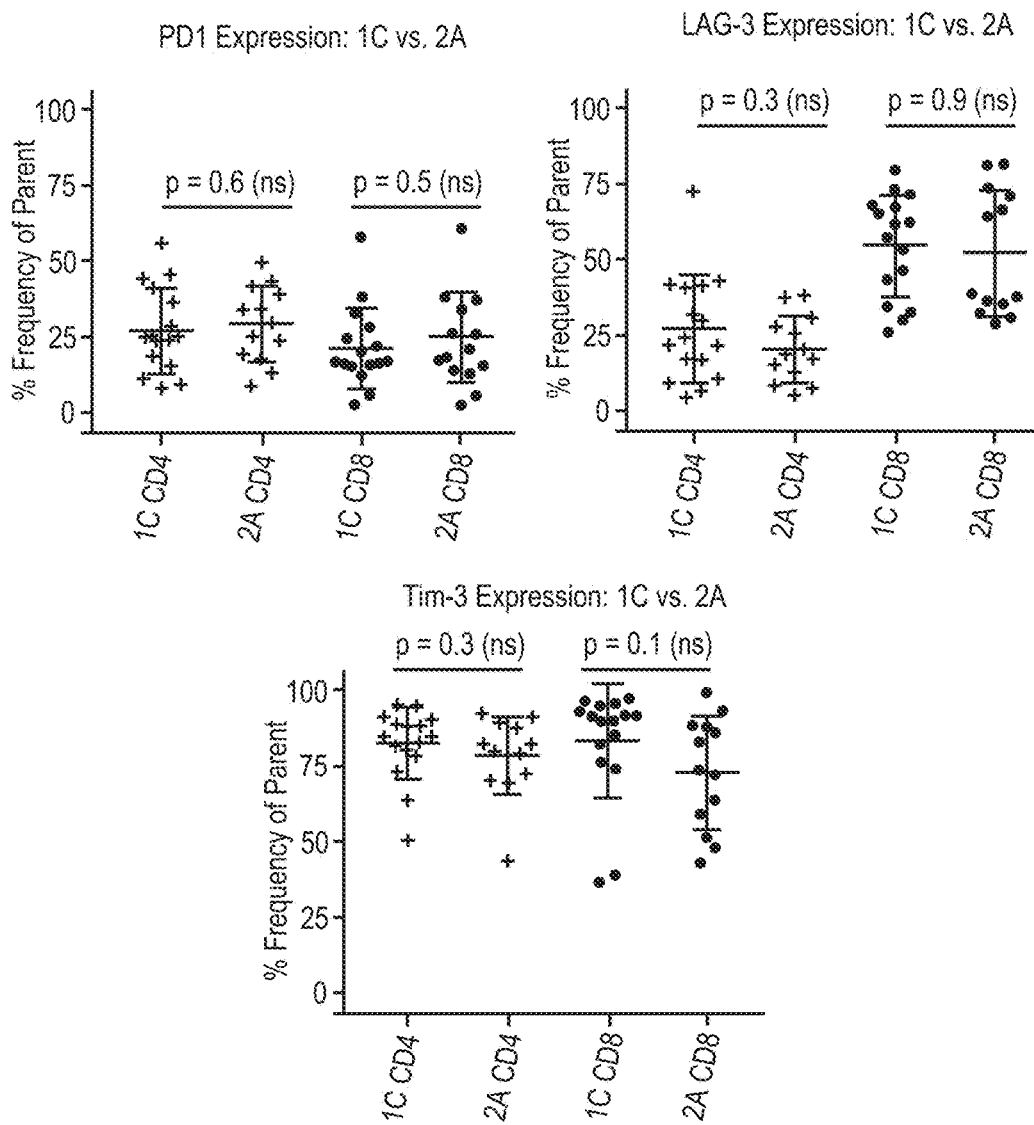 PD1 Expression: 1C vs. 2A
% Frequency of Parent
100
75
50
25
0
p = 0.6 (ns)
p = 0.5 (ns)
1C CD4
2A CD4
1C CD8
2A CD8
LAG-3 Expression: 1C vs. 2A
% Frequency of Parent
100
75
50
25
0
p = 0.3 (ns)
p = 0.9 (ns)
1C CD4
2A CD4
1C CD8
2A CD8
Tim-3 Expression: 1C vs. 2A
% Frequency of Parent
p = 0.3 (ns)
p = 0.1 (ns)
100
75
50
25
0
1C CD4
2A CD4
1C CD8
2A CD8